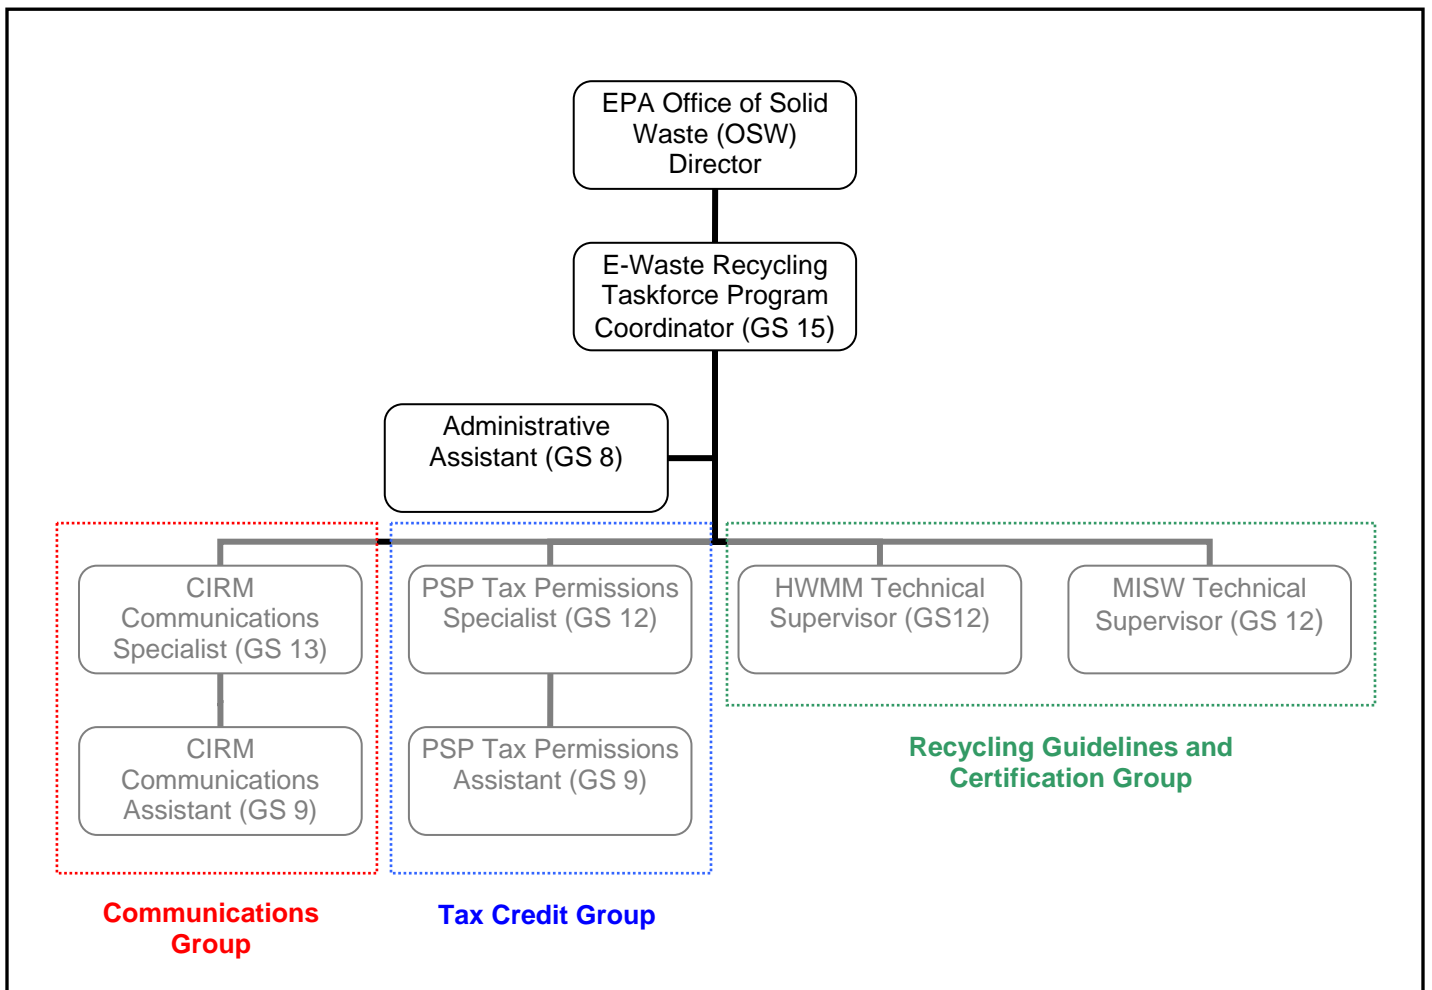 EPA Office of Solid
Waste (OSW)
Director
E-Waste Recycling
Taskforce Program
Coordinator (GS 15)
Administrative
Assistant (GS 8)
CIRM
Communications
Specialist (GS 13)
PSP Tax Permissions
Specialist (GS 12)
HWMM Technical
Supervisor (GS12)
MISW Technical
Supervisor (GS 12)
CIRM
Communications
Assistant (GS 9)
PSP Tax Permissions
Assistant (GS 9)
Recycling Guidelines and
Certification Group
Communications
Group
Tax Credit Group